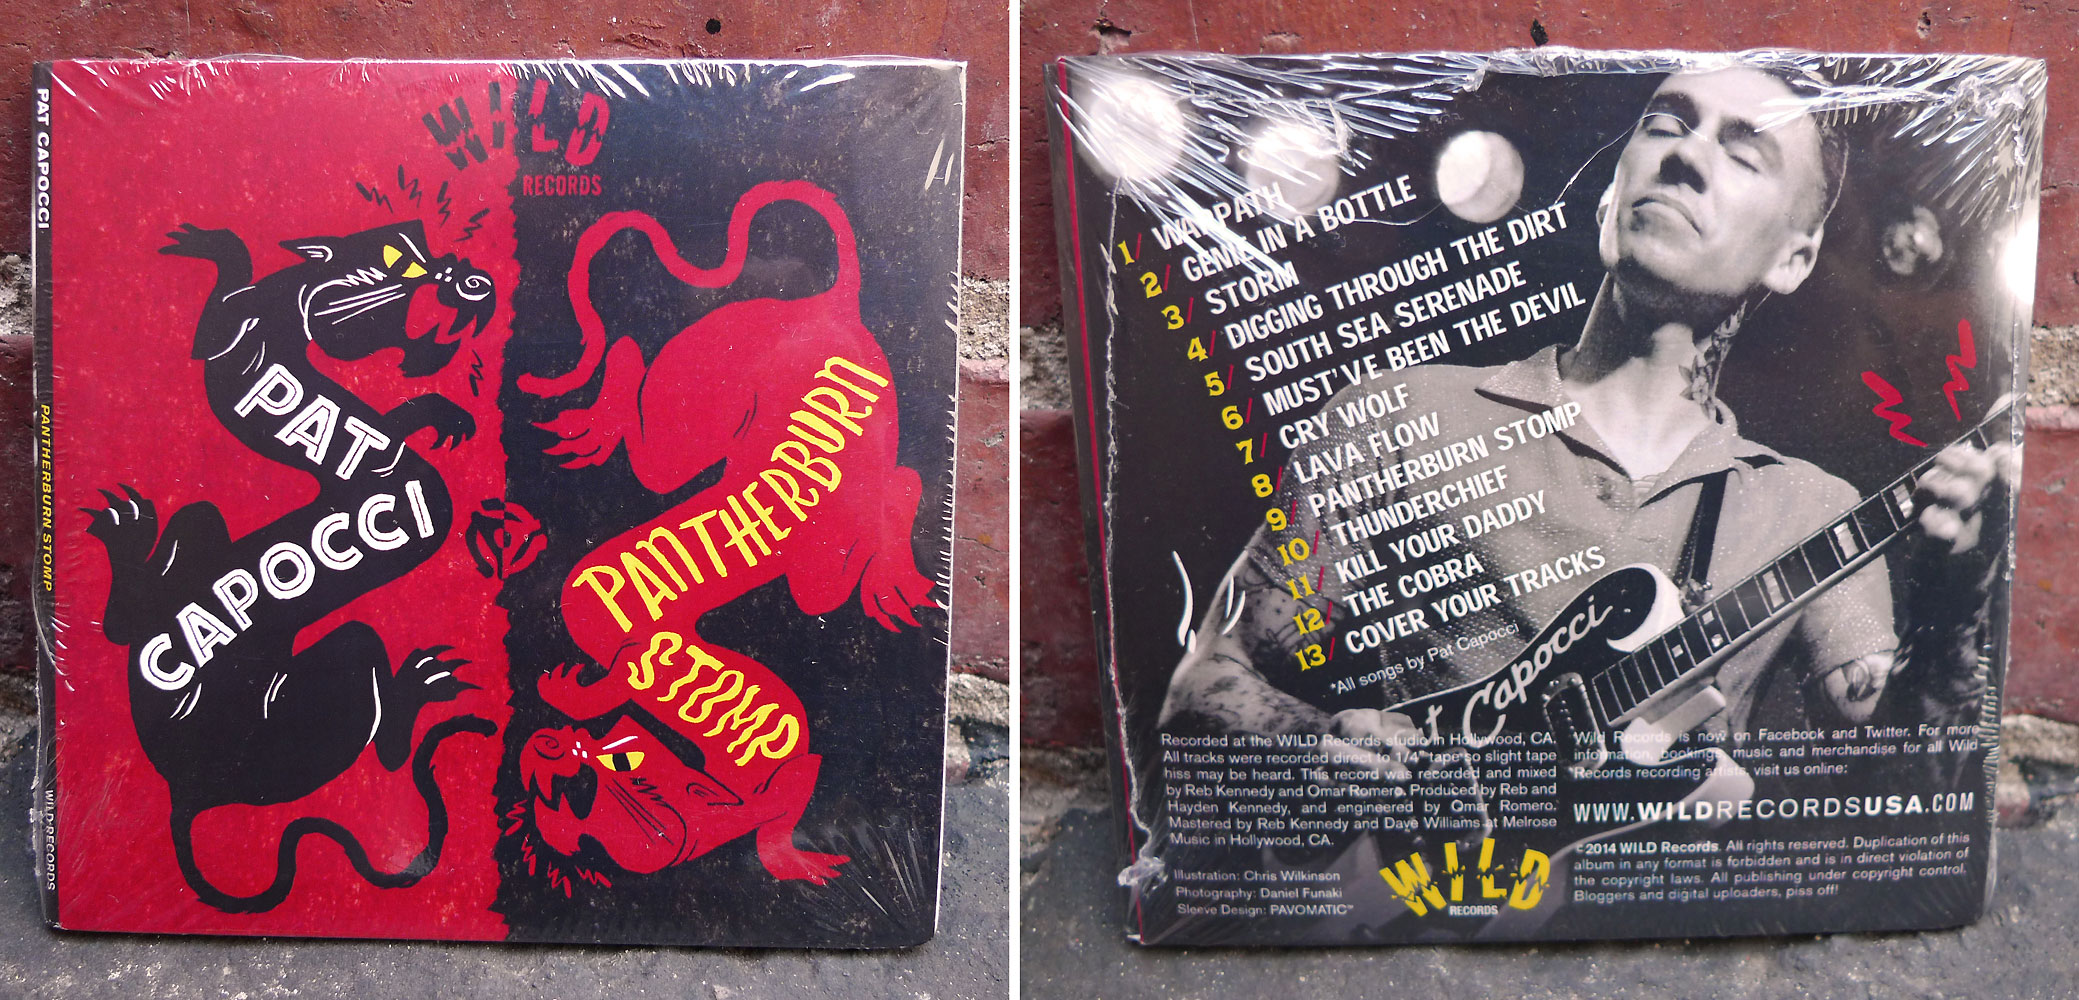 PAT CAPOCCI
PANTHERBURN STOMP
WILD RECORDS
WILD
RECORDS
PAT
CAPOCCI
PANTHERBURN
STOMP
1/ WARPATH
2/ GENIE IN A BOTTLE
3/ STORM
4/ DIGGING THROUGH THE DIRT
5/ SOUTH SEA SERENADE
6/ MUST'VE BEEN THE DEVIL
7/ CRY WOLF
8/ LAVA FLOW
9/ PANTHERBURN STOMP
10/ THUNDERCHIEF
11/ KILL YOUR DADDY
12/ THE COBRA
13/ COVER YOUR TRACKS
*All songs by Pat Capocci
Capocci
Recorded at the WILD Records studio in Hollywood, CA.
All tracks were recorded direct to 1/4" tape so slight tape
hiss may be heard. This record was recorded and mixed
by Reb Kennedy and Omar Romero. Produced by Reb and
Hayden Kennedy, and engineered by Omar Romero.
Mastered by Reb Kennedy and Dave Williams at Melrose
Music in Hollywood, CA.
Illustration: Chris Wilkinson
Photography: Daniel Funaki
Sleeve Design: PAVOMATIC™
WILD
RECORDS
Wild Records is now on Facebook and Twitter. For more
information, bookings, music and merchandise for all Wild
Records recording artists, visit us online:
WWW.WILDRECORDSUSA.COM
©2014 WILD Records. All rights reserved. Duplication of this
album in any format is forbidden and is in direct violation of
the copyright laws. All publishing under copyright control.
Bloggers and digital uploaders, piss off!